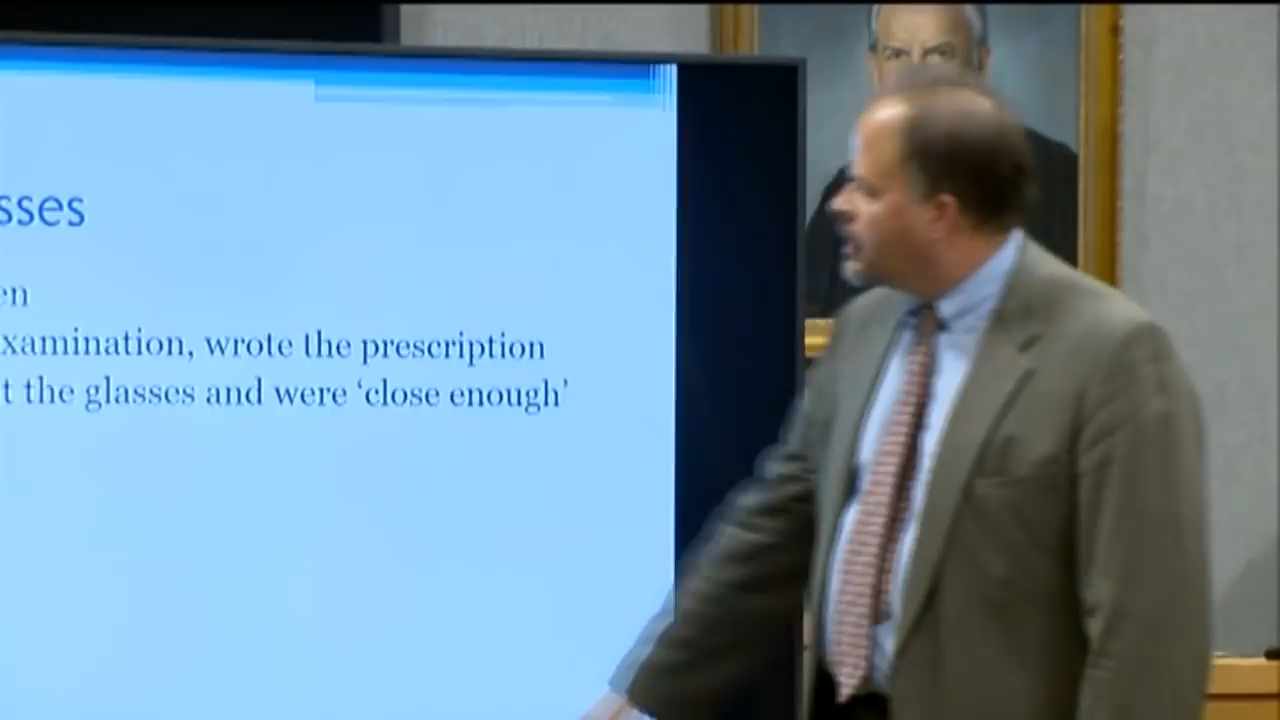 sses
en
xamination, wrote the prescription
t the glasses and were ‘close enough’